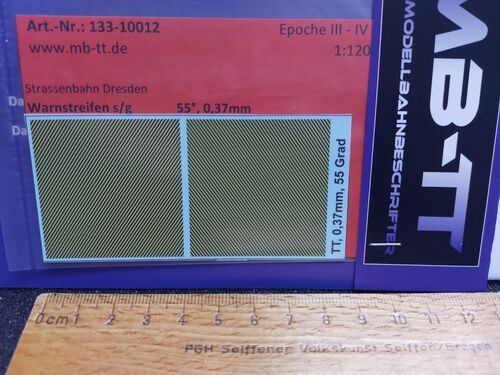 Art.-Nr.: 133-10012
Epoche III - IV
www.mb-tt.de
1:120
Strassenbahn Dresden
Warnstreifen s/g
55°, 0,37mm
Da
Da
TT, 0,37mm, 55 Grad
MB-TT
MODELLBAHNBESCHRIFTER
0cm 1 2 3 4 5 6 7 8 9 10 11 12
PGH Seiffener Volkskunst Seiffen/Erzgeb